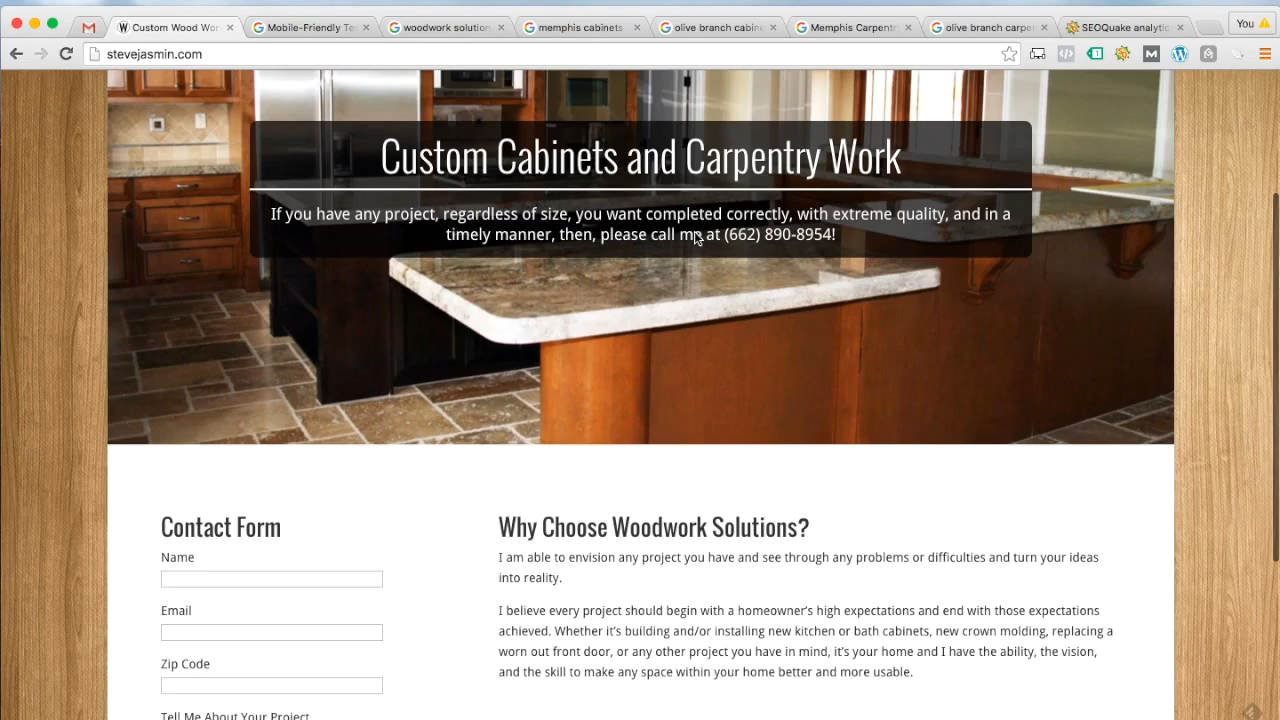 Custom Wood Wor
Mobile-Friendly Te
woodwork solution
memphis cabinets
olive branch cabine
Memphis Carpentr
olive branch carpen
SEOQuake analytic
You
stevejasmin.com
Custom Cabinets and Carpentry Work
If you have any project, regardless of size, you want completed correctly, with extreme quality, and in a
timely manner, then, please call me at (662) 890-8954!
Contact Form
Name
Email
Zip Code
Tell Me About Your Project
Why Choose Woodwork Solutions?
I am able to envision any project you have and see through any problems or difficulties and turn your ideas
into reality.
I believe every project should begin with a homeowner's high expectations and end with those expectations
achieved. Whether it's building and/or installing new kitchen or bath cabinets, new crown molding, replacing a
worn out front door, or any other project you have in mind, it's your home and I have the ability, the vision,
and the skill to make any space within your home better and more usable.